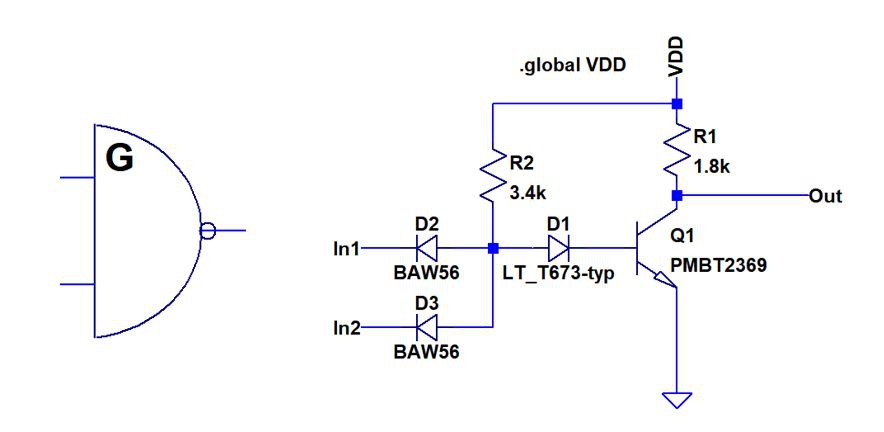 G
.global VDD
VDD
R1
1.8k
R2
3.4k
Out
D2
D1
In1
Q1
BAW56
LT_T673-typ
PMBT2369
D3
In2
BAW56